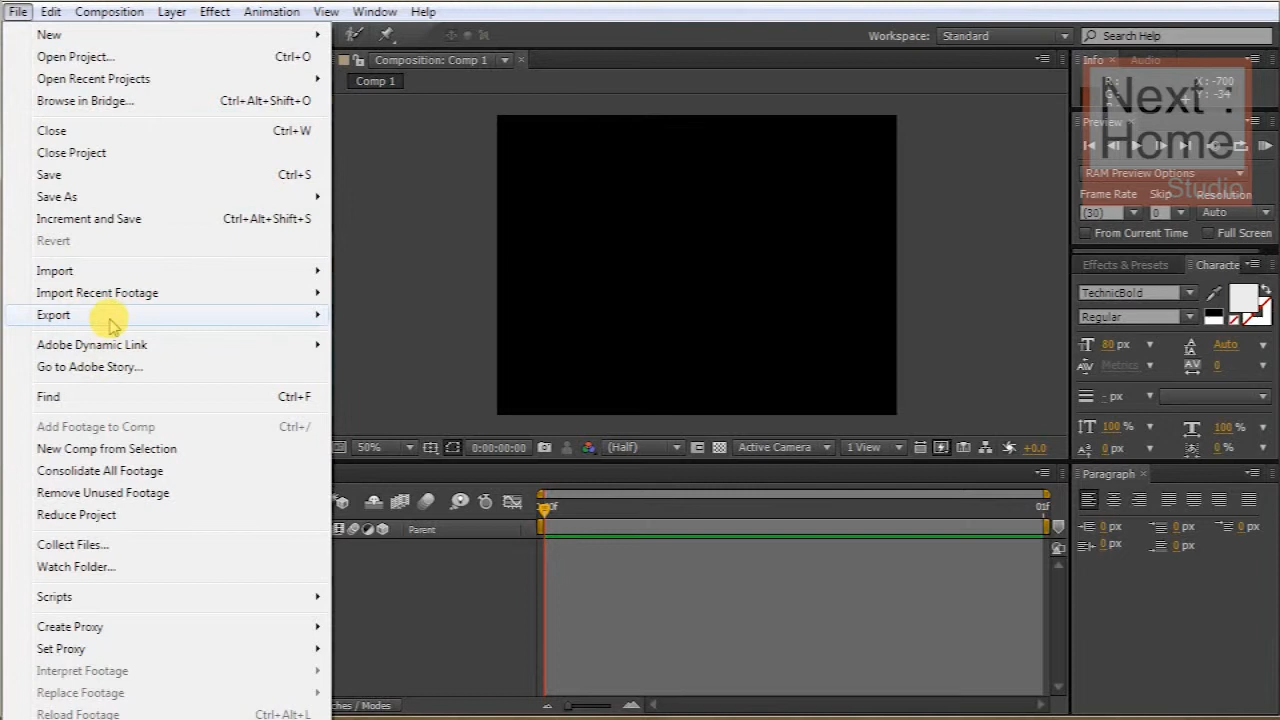 File Edit Composition Layer Effect Animation View Window Help
New
Open Project... Ctrl+O
Open Recent Projects
Browse in Bridge... Ctrl+Alt+Shift+O
Close Ctrl+W
Close Project
Save Ctrl+S
Save As
Increment and Save Ctrl+Alt+Shift+S
Revert
Import
Import Recent Footage
Export
Adobe Dynamic Link
Go to Adobe Story...
Find Ctrl+F
Add Footage to Comp Ctrl+/
New Comp from Selection
Consolidate All Footage
Remove Unused Footage
Reduce Project
Collect Files...
Watch Folder...
Scripts
Create Proxy
Set Proxy
Interpret Footage
Replace Footage
Reload Footage Ctrl+Alt+L
Workspace: Standard Search Help
Composition: Comp 1
Comp 1
50% 0:00:00:00 (Half) Active Camera 1 View +0.0
Parent
01f
ches / Modes
Info Audio
R: X: -700
G: Y: -34
Next :
Home
Studio
Preview
RAM Preview Options
Frame Rate Skip Resolution
(30) 0 Auto
From Current Time Full Screen
Effects & Presets Characte
TechnicBold
Regular
80 px Auto
Metrics 0
- px
100 % 100 %
0 px 0 %
Paragraph
0 px 0 px 0 px
0 px 0 px